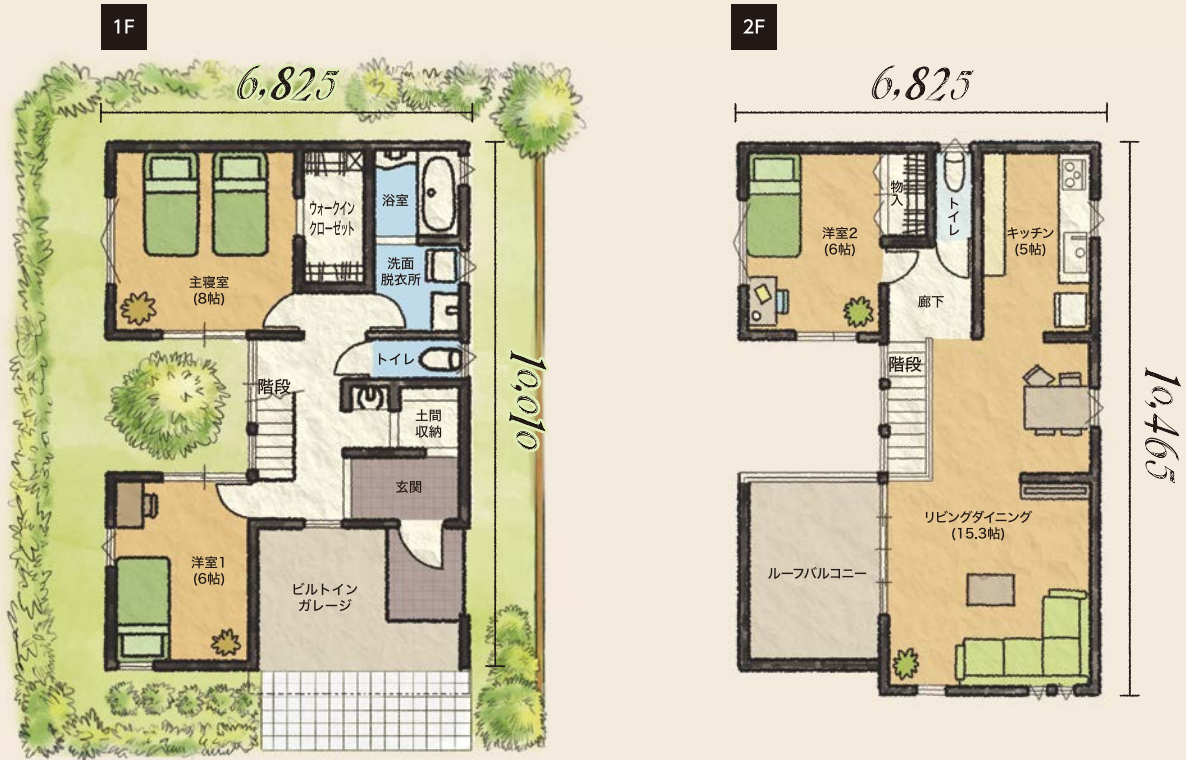 1F
6,825
浴室
ウォークイン
クローゼット
洗面
脱衣所
主寝室
(8帖)
トイレ
階段
土間
収納
玄関
洋室1
(6帖)
ビルトイン
ガレージ
10,010
2F
6,825
物入
トイレ
洋室2
(6帖)
キッチン
(5帖)
廊下
階段
リビングダイニング
(15.3帖)
ルーフバルコニー
10,465